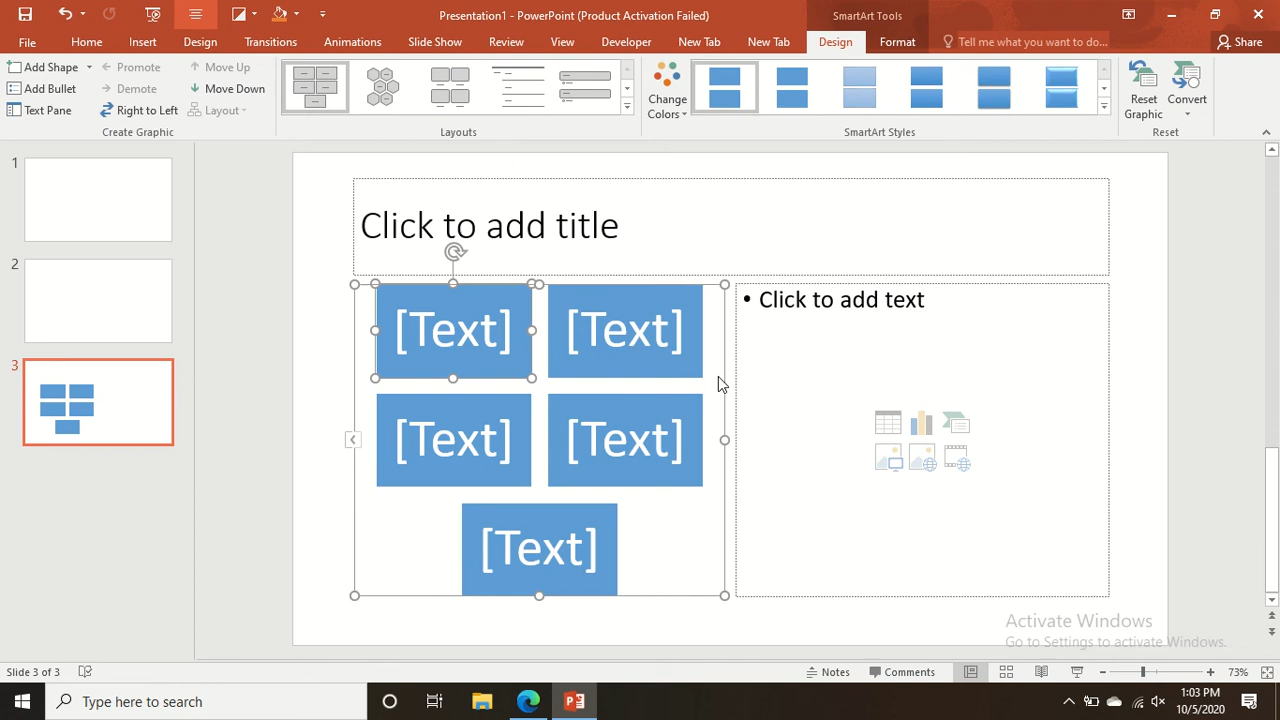 Presentation1 - PowerPoint (Product Activation Failed)
SmartArt Tools
File
Home
Insert
Design
Transitions
Animations
Slide Show
Review
View
Developer
New Tab
New Tab
Design
Format
Tell me what you want to do...
Share
Add Shape
Promote
Move Up
Add Bullet
Demote
Move Down
Text Pane
Right to Left
Layout
Create Graphic
Layouts
Change
Colors
SmartArt Styles
Reset
Graphic
Convert
Reset
1
2
3
Click to add title
[Text]
[Text]
[Text]
[Text]
[Text]
• Click to add text
Activate Windows
Go to Settings to activate Windows.
Slide 3 of 3
Notes
Comments
73%
Type here to search
1:03 PM
10/5/2020